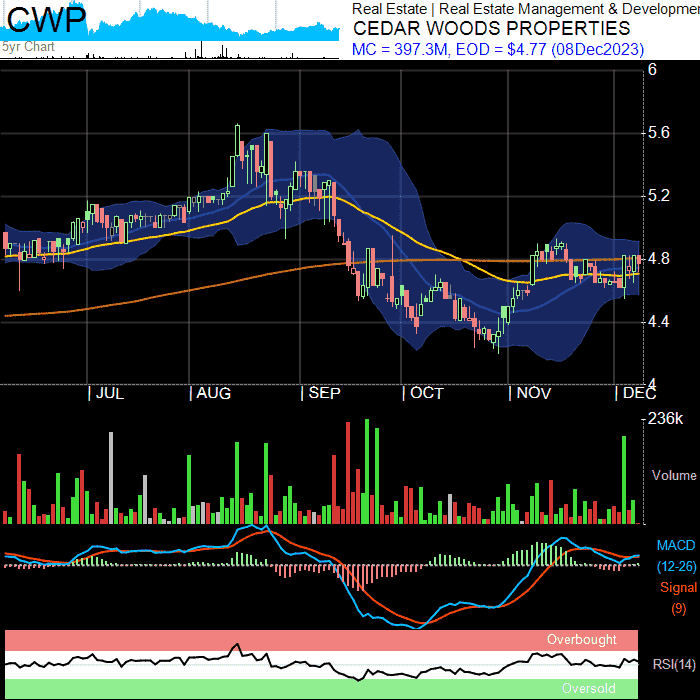 CWP
5yr Chart
Real Estate | Real Estate Management & Developmen
CEDAR WOODS PROPERTIES
MC = 397.3M, EOD = $4.77 (08Dec2023)
6
5.6
5.2
4.8
4.4
4
| JUL | AUG | SEP | OCT | NOV | DEC
236k
Volume
MACD
(12-26)
Signal
(9)
Overbought
RSI(14)
Oversold